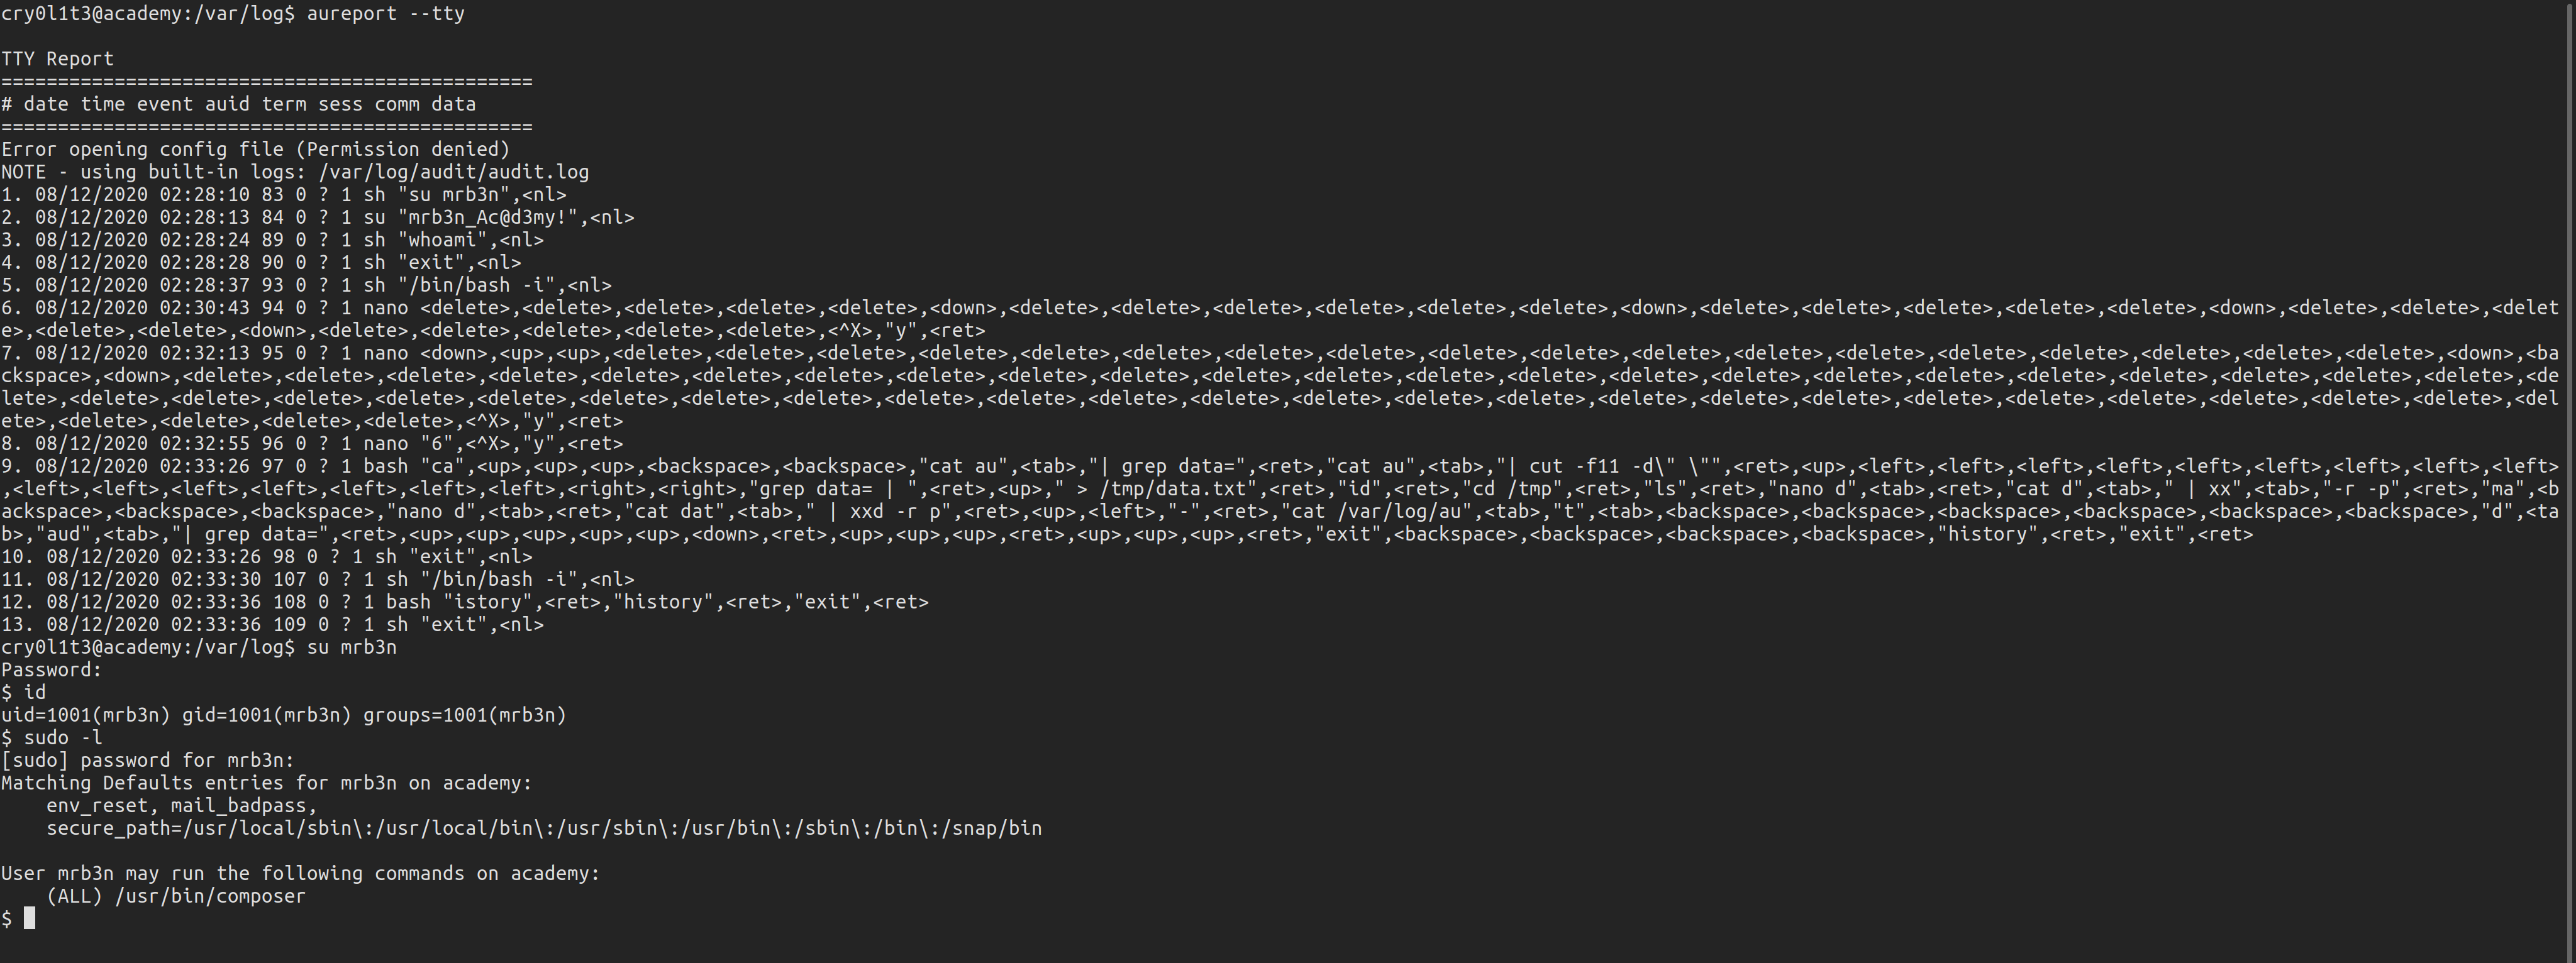 cry0l1t3@academy:/var/log$ aureport --tty

TTY Report
===============================================
# date time event auid term sess comm data
===============================================
Error opening config file (Permission denied)
NOTE - using built-in logs: /var/log/audit/audit.log
1. 08/12/2020 02:28:10 83 0 ? 1 sh "su mrb3n",<nl>
2. 08/12/2020 02:28:13 84 0 ? 1 su "mrb3n_Ac@d3my!",<nl>
3. 08/12/2020 02:28:24 89 0 ? 1 sh "whoami",<nl>
4. 08/12/2020 02:28:28 90 0 ? 1 sh "exit",<nl>
5. 08/12/2020 02:28:37 93 0 ? 1 sh "/bin/bash -i",<nl>
6. 08/12/2020 02:30:43 94 0 ? 1 nano <delete>,<delete>,<delete>,<delete>,<delete>,<down>,<delete>,<delete>,<delete>,<delete>,<delete>,<delete>,<down>,<delete>,<delete>,<delete>,<delete>,<delete>,<down>,<delete>,<delete>,<delet
e>,<delete>,<delete>,<down>,<delete>,<delete>,<delete>,<delete>,<delete>,<^X>,"y",<ret>
7. 08/12/2020 02:32:13 95 0 ? 1 nano <down>,<up>,<up>,<delete>,<delete>,<delete>,<delete>,<delete>,<delete>,<delete>,<delete>,<delete>,<delete>,<delete>,<delete>,<delete>,<delete>,<delete>,<delete>,<delete>,<delete>,<down>,<ba
ckspace>,<down>,<delete>,<delete>,<delete>,<delete>,<delete>,<delete>,<delete>,<delete>,<delete>,<delete>,<delete>,<delete>,<delete>,<delete>,<delete>,<delete>,<delete>,<delete>,<delete>,<delete>,<delete>,<delete>,<delete>,<de
lete>,<delete>,<delete>,<delete>,<delete>,<delete>,<delete>,<delete>,<delete>,<delete>,<delete>,<delete>,<delete>,<delete>,<delete>,<delete>,<delete>,<delete>,<delete>,<delete>,<delete>,<delete>,<delete>,<delete>,<delete>,<del
ete>,<delete>,<delete>,<delete>,<delete>,<^X>,"y",<ret>
8. 08/12/2020 02:32:55 96 0 ? 1 nano "6",<^X>,"y",<ret>
9. 08/12/2020 02:33:26 97 0 ? 1 bash "ca",<up>,<up>,<up>,<backspace>,<backspace>,"cat au",<tab>,"| grep data=",<ret>,"cat au",<tab>,"| cut -f11 -d\" \"",<ret>,<up>,<left>,<left>,<left>,<left>,<left>,<left>,<left>,<left>,<left>
,<left>,<left>,<left>,<left>,<left>,<left>,<left>,<right>,<right>,"grep data= | ",<ret>,<up>," > /tmp/data.txt",<ret>,"id",<ret>,"cd /tmp",<ret>,"ls",<ret>,"nano d",<tab>,<ret>,"cat d",<tab>," | xx",<tab>,"-r -p",<ret>,"ma",<b
ackspace>,<backspace>,<backspace>,"nano d",<tab>,<ret>,"cat dat",<tab>," | xxd -r p",<ret>,<up>,<left>,"-",<ret>,"cat /var/log/au",<tab>,"t",<tab>,<backspace>,<backspace>,<backspace>,<backspace>,<backspace>,<backspace>,"d",<ta
b>,"aud",<tab>,"| grep data=",<ret>,<up>,<up>,<up>,<up>,<up>,<down>,<ret>,<up>,<up>,<up>,<ret>,<up>,<up>,<up>,<ret>,"exit",<backspace>,<backspace>,<backspace>,<backspace>,"history",<ret>,"exit",<ret>
10. 08/12/2020 02:33:26 98 0 ? 1 sh "exit",<nl>
11. 08/12/2020 02:33:30 107 0 ? 1 sh "/bin/bash -i",<nl>
12. 08/12/2020 02:33:36 108 0 ? 1 bash "istory",<ret>,"history",<ret>,"exit",<ret>
13. 08/12/2020 02:33:36 109 0 ? 1 sh "exit",<nl>
cry0l1t3@academy:/var/log$ su mrb3n
Password:
$ id
uid=1001(mrb3n) gid=1001(mrb3n) groups=1001(mrb3n)
$ sudo -l
[sudo] password for mrb3n:
Matching Defaults entries for mrb3n on academy:
    env_reset, mail_badpass,
    secure_path=/usr/local/sbin\:/usr/local/bin\:/usr/sbin\:/usr/bin\:/sbin\:/bin\:/snap/bin

User mrb3n may run the following commands on academy:
    (ALL) /usr/bin/composer
$